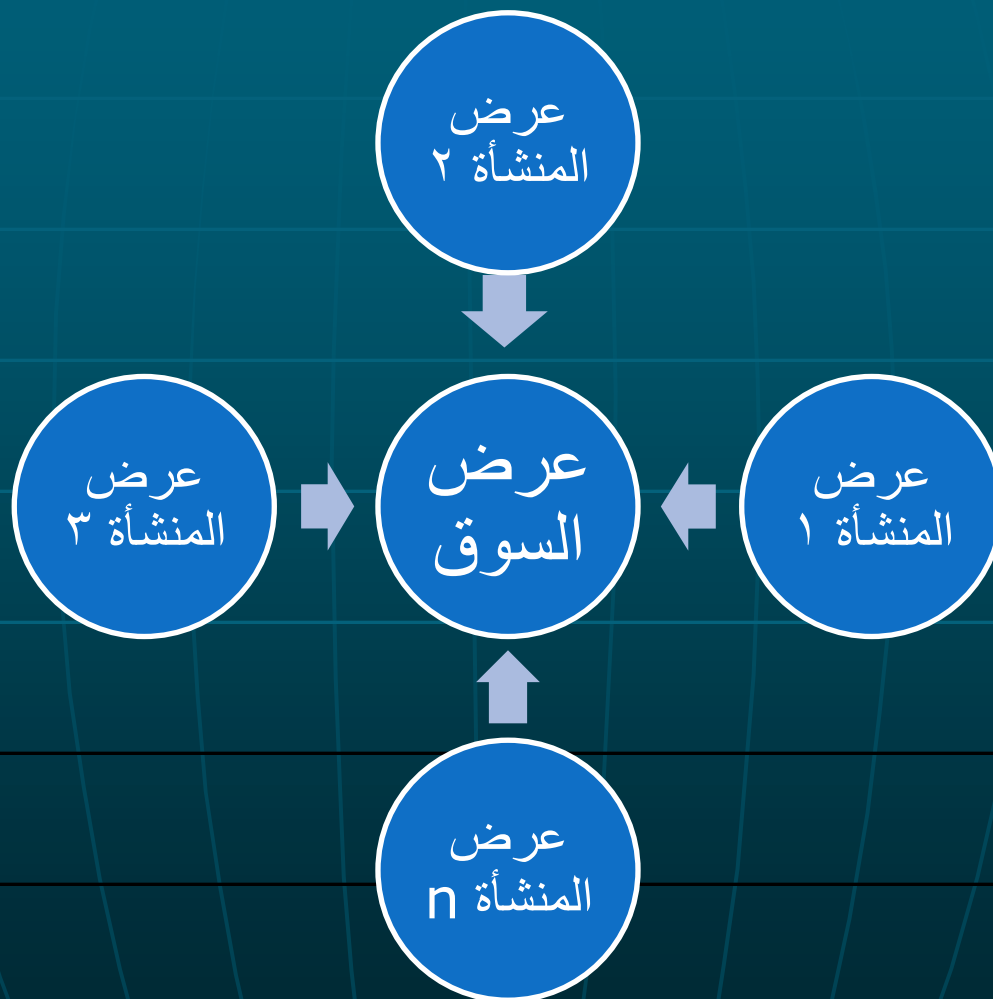 عرض
المنشأة ٢
عرض
المنشأة ١
عرض
السوق
عرض
المنشأة ٣
عرض
المنشأة n